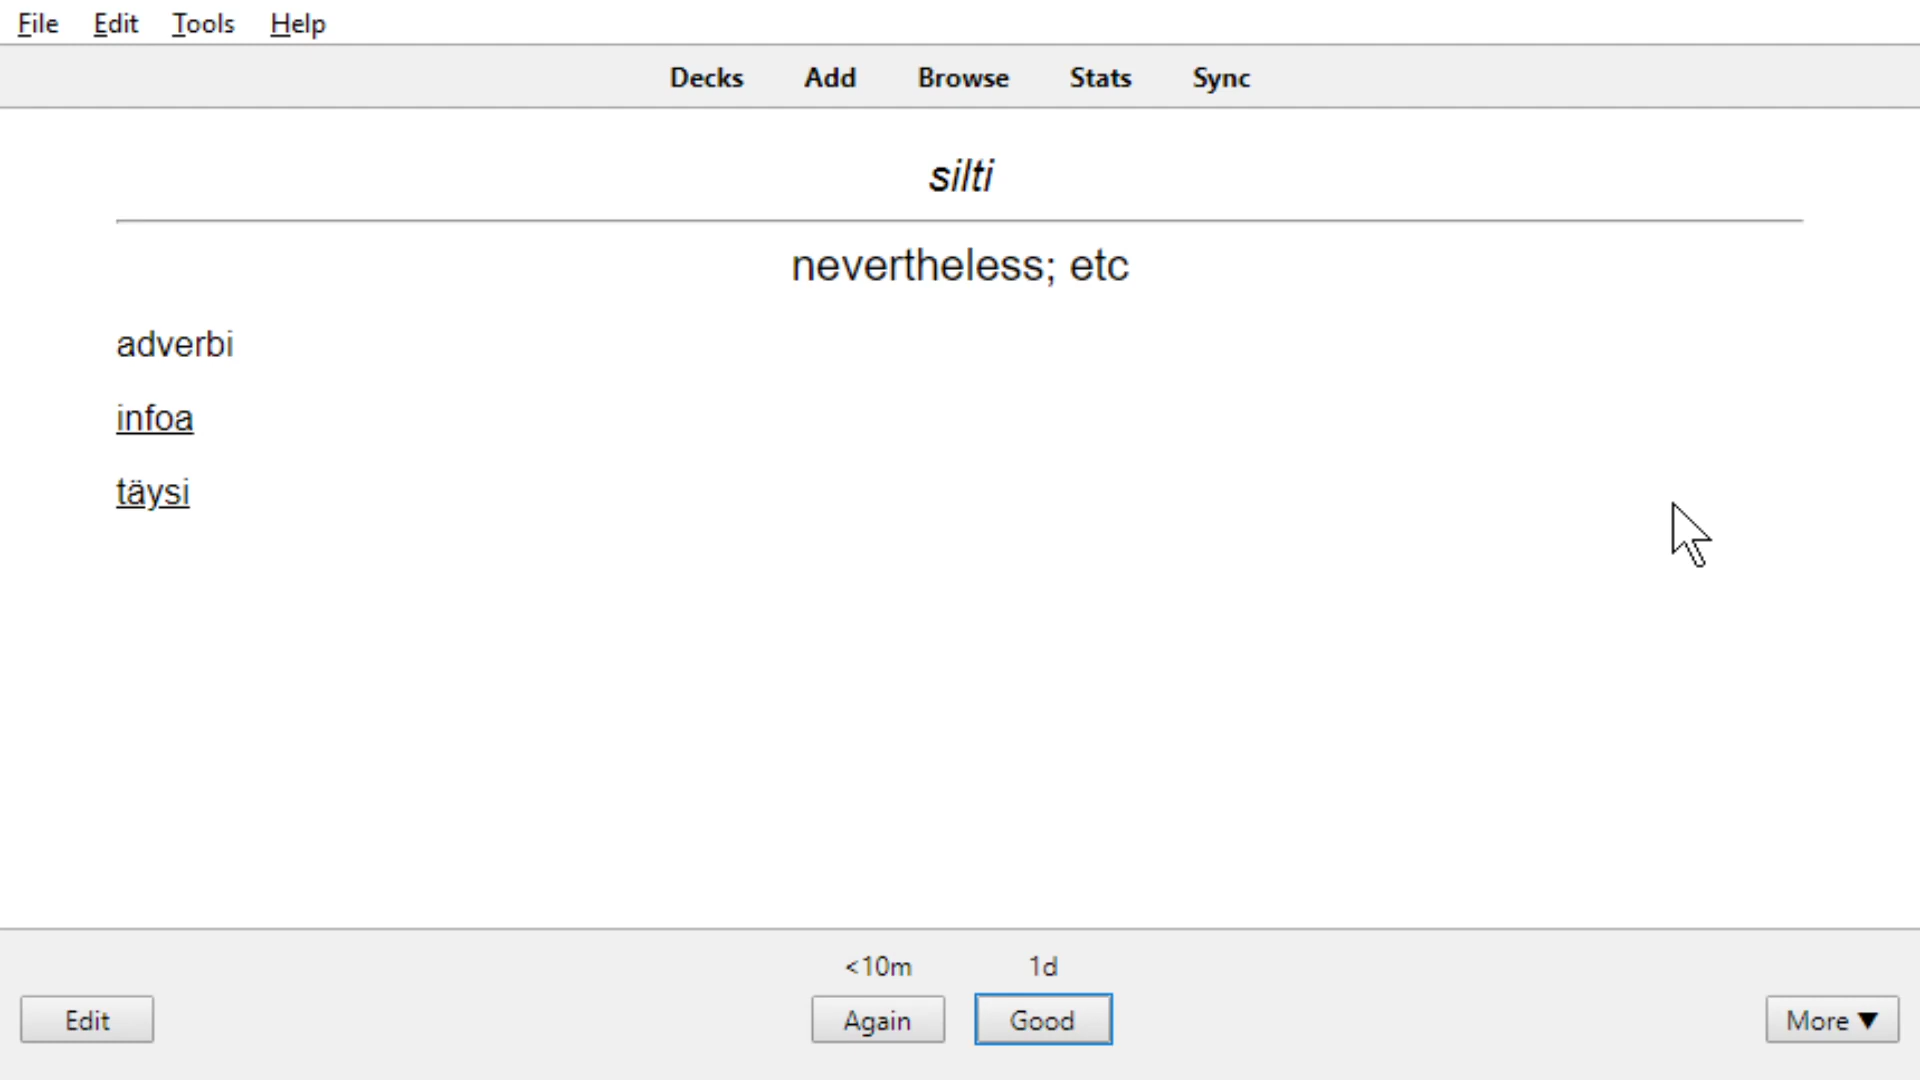 File Edit Tools Help
Decks Add Browse Stats Sync
silti
nevertheless; etc
adverbi
infoa
täysi
<10m 1d
Edit Again Good More ▼